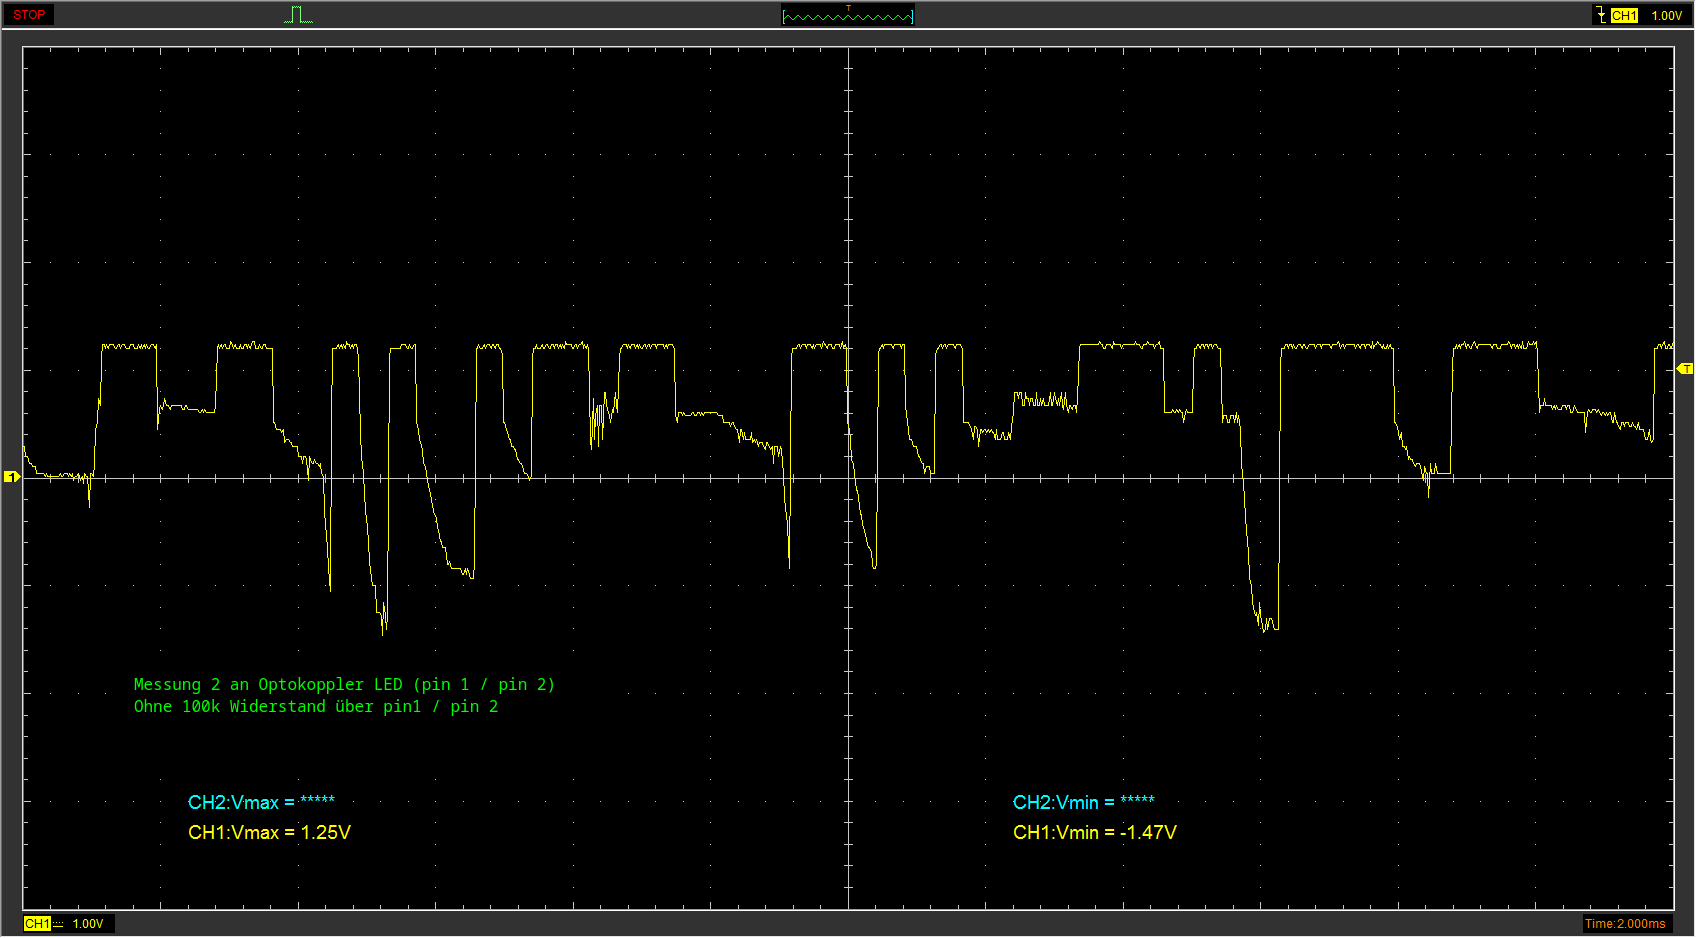 STOP
T
CH1 1.00V
T
1
Messung 2 an Optokoppler LED (pin 1 / pin 2)
Ohne 100k Widerstand über pin1 / pin 2
CH2:Vmax = ***** CH2:Vmin = *****
CH1:Vmax = 1.25V CH1:Vmin = -1.47V
CH1 1.00V Time:2.000ms